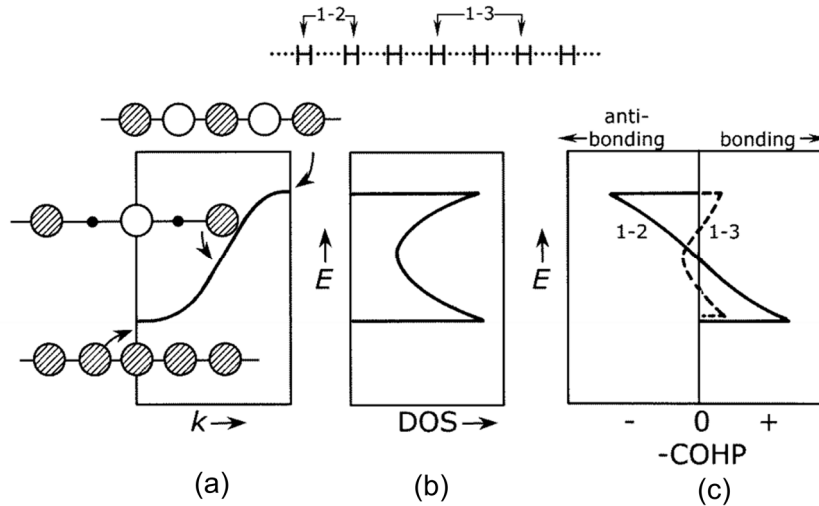 1-2 1-3
H H H H H H H
anti-
bonding bonding
1-2 1-3
E E
k DOS - 0 +
-COHP
(a) (b) (c)